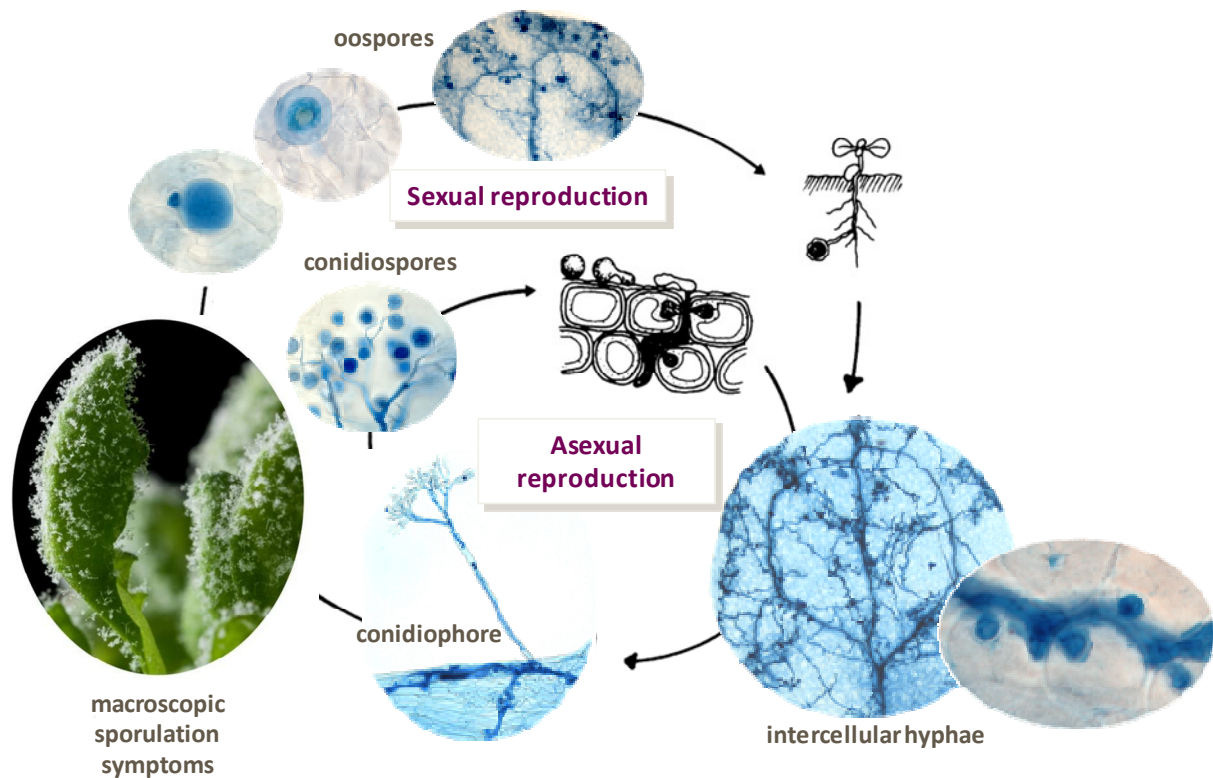 oospores
Sexual reproduction
conidiospores
Asexual
reproduction
conidiophore
macroscopic
sporulation
symptoms
intercellular hyphae